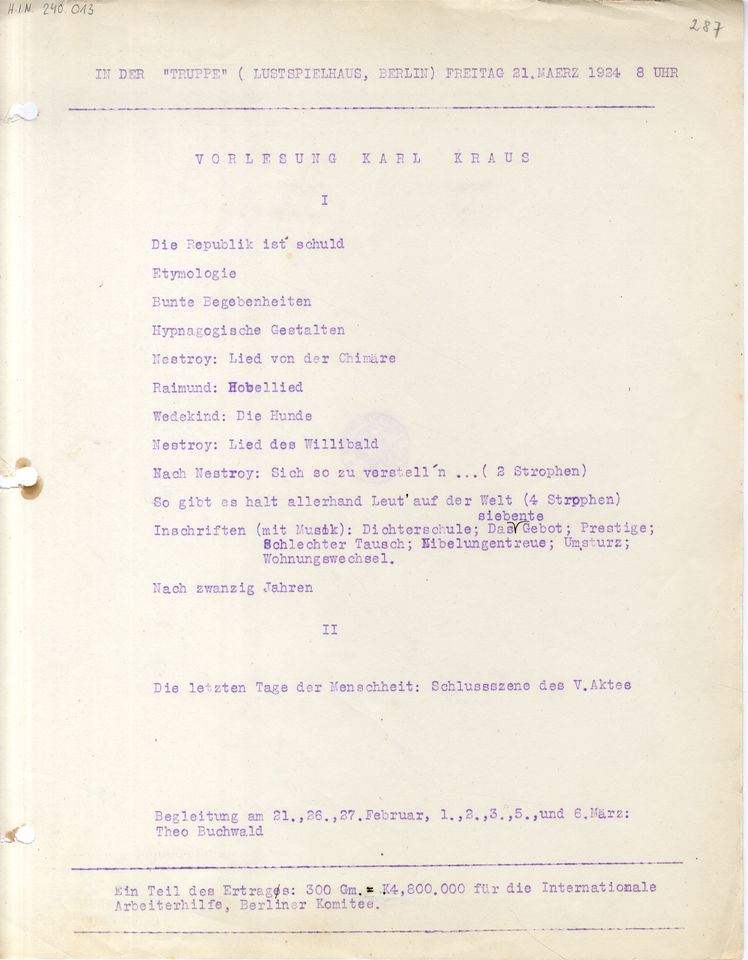 H.I.N. 240.013
287
IN DER "TRUPPE" ( LUSTSPIELHAUS, BERLIN) FREITAG 21.MAERZ 1924 8 UHR
VORLESUNG KARL KRAUS
I
Die Republik ist schuld
Etymologie
Bunte Begebenheiten
Hypnagogische Gestalten
Nestroy: Lied von der Chimäre
Raimund: Hobellied
Wedekind: Die Hunde
Nestroy: Lied des Willibald
Nach Nestroy: Sich so zu verstell´n ...( 2 Strophen)
So gibt es halt allerhand Leut'auf der Welt (4 Strophen)
siebente
Inschriften (mit Musik): Dichterschule; Das Gebot; Prestige;
Schlechter Tausch; Nibelungentreue; Umsturz;
Wohnungswechsel.
Nach zwanzig Jahren
II
Die letzten Tage der Menschheit: Schlussszene des V.Aktes
Begleitung am 21.,26.,27.Februar, 1.,2.,3.,5.,und 6.März:
Theo Buchwald
Ein Teil des Ertrages: 300 Gm.= K4,800.000 für die Internationale
Arbeiterhilfe, Berliner Komitee.